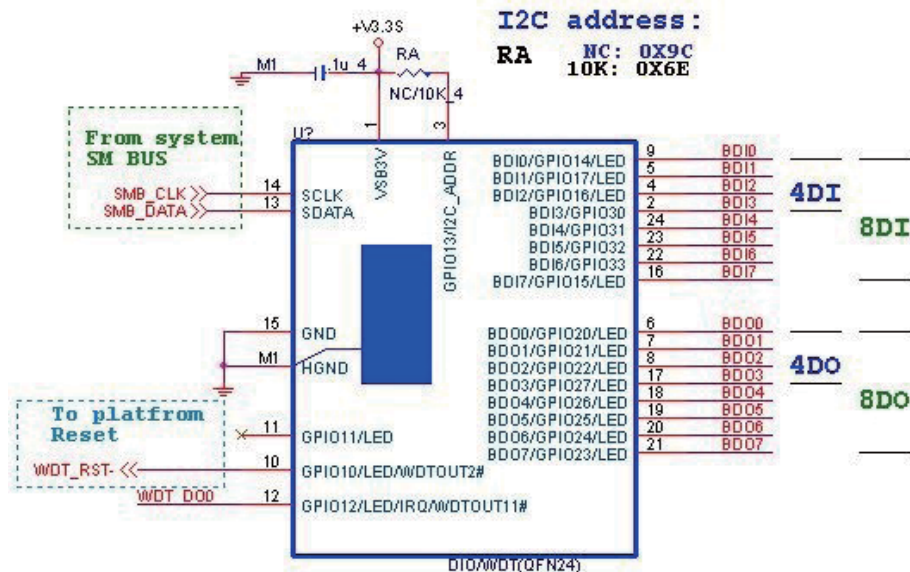 I2C address:
RA NC: 0X9C
10K: 0X6E
+V3.3S
M1 .1u_4 RA
NC/10K_4
1 3
U?
From system
SM BUS
SMB_CLK 14 SCLK
SMB_DATA 13 SDATA
VSB3V
GPIO13/I2C_ADDR
BDI0/GPIO14/LED 9 BDI0
BDI1/GPIO17/LED 5 BDI1
BDI2/GPIO16/LED 4 BDI2
BDI3/GPIO30 2 BDI3
BDI4/GPIO31 24 BDI4
BDI5/GPIO32 23 BDI5
BDI6/GPIO33 22 BDI6
BDI7/GPIO15/LED 16 BDI7
4DI
8DI
15 GND
M1 HGND
BDO0/GPIO20/LED 6 BDO0
BDO1/GPIO21/LED 7 BDO1
BDO2/GPIO22/LED 8 BDO2
BDO3/GPIO27/LED 17 BDO3
BDO4/GPIO26/LED 18 BDO4
BDO5/GPIO25/LED 19 BDO5
BDO6/GPIO24/LED 20 BDO6
BDO7/GPIO23/LED 21 BDO7
4DO
8DO
To platfrom
Reset
11 GPIO11/LED
WDT_RST- 10 GPIO10/LED/WDTOUT2#
WDT_DO0 12 GPIO12/LED/IRQ/WDTOUT11#
DIO/WDT(QFN24)